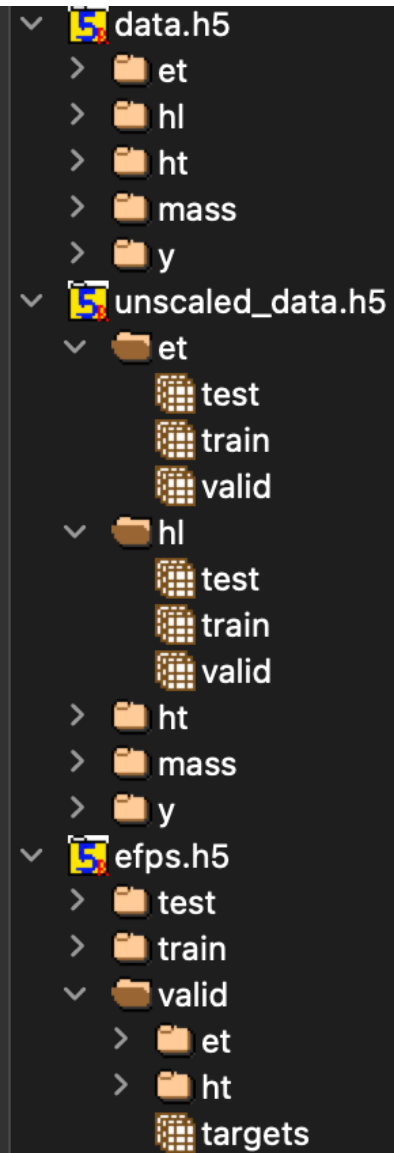 data.h5
et
hl
ht
mass
y
unscaled_data.h5
et
test
train
valid
hl
test
train
valid
ht
mass
y
efps.h5
test
train
valid
et
ht
targets